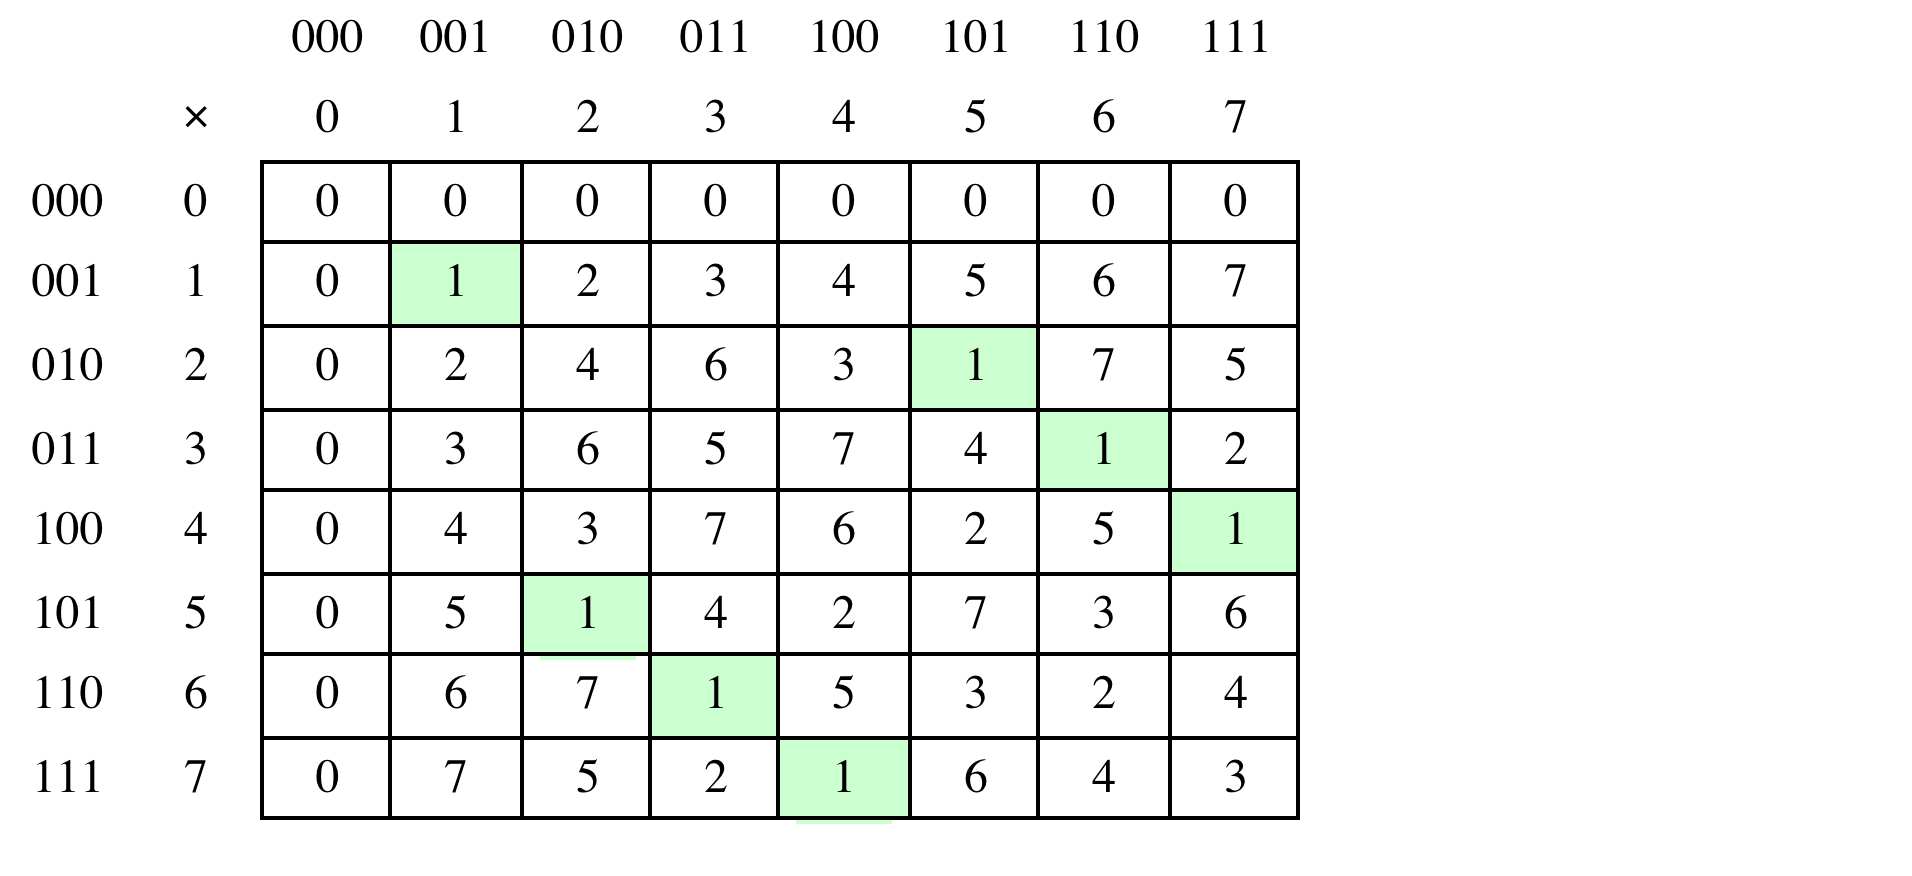 000 001 010 011 100 101 110 111
× 0 1 2 3 4 5 6 7
000 0 0 0 0 0 0 0 0 0
001 1 0 1 2 3 4 5 6 7
010 2 0 2 4 6 3 1 7 5
011 3 0 3 6 5 7 4 1 2
100 4 0 4 3 7 6 2 5 1
101 5 0 5 1 4 2 7 3 6
110 6 0 6 7 1 5 3 2 4
111 7 0 7 5 2 1 6 4 3